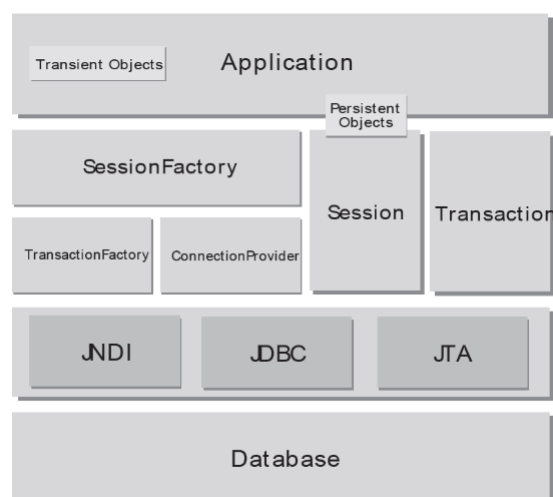 Transient Objects
Application
Persistent
Objects
SessionFactory
Session
Transaction
TransactionFactory
ConnectionProvider
JNDI
JDBC
JTA
Database